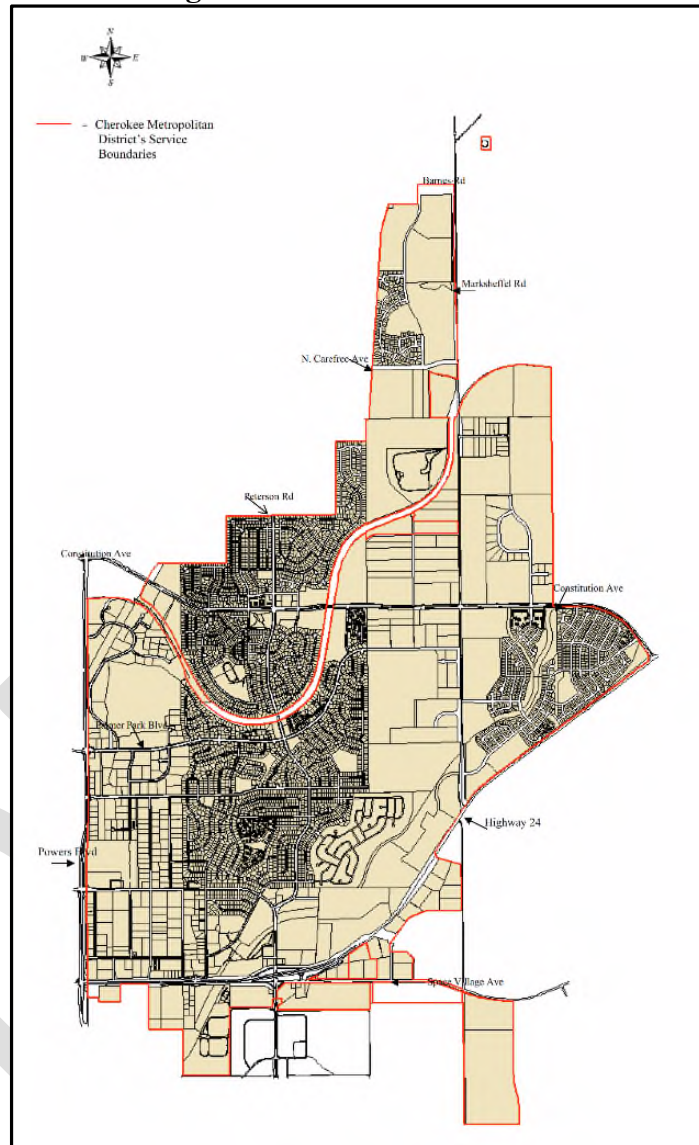 N
W E
S
- Cherokee Metropolitan
District's Service
Boundaries
Barnes Rd
Marksheffel Rd
N. Carefree Ave
Peterson Rd
Constitution Ave
Constitution Ave
Palmer Park Blvd
Highway 24
Powers Blvd
Space Village Ave